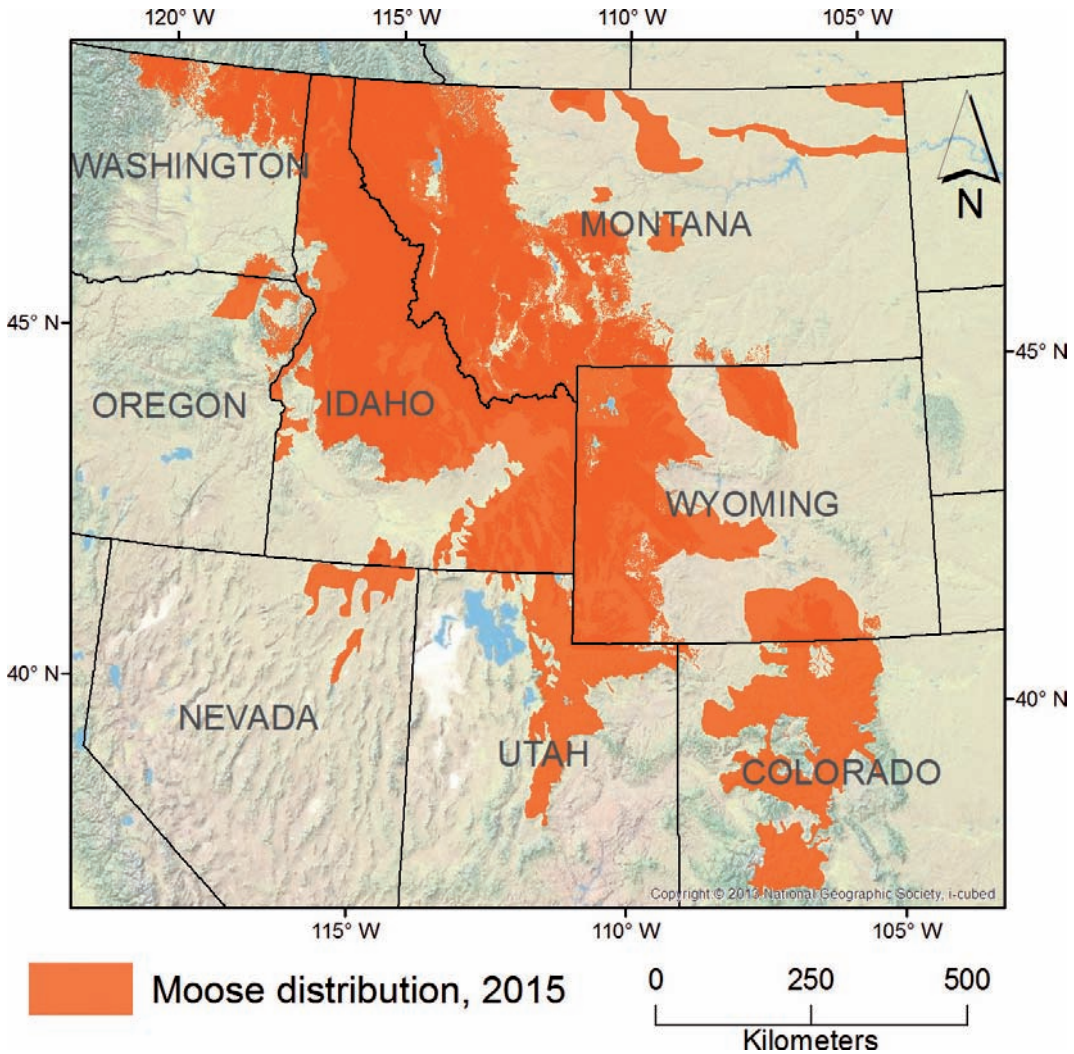 120° W 115° W 110° W 105° W
WASHINGTON
MONTANA
N
45° N
45° N
OREGON
IDAHO
WYOMING
40° N
40° N
NEVADA
UTAH
COLORADO
Copyright:© 2013 National Geographic Society, i-cubed
115° W 110° W 105° W
Moose distribution, 2015
0 250 500
Kilometers